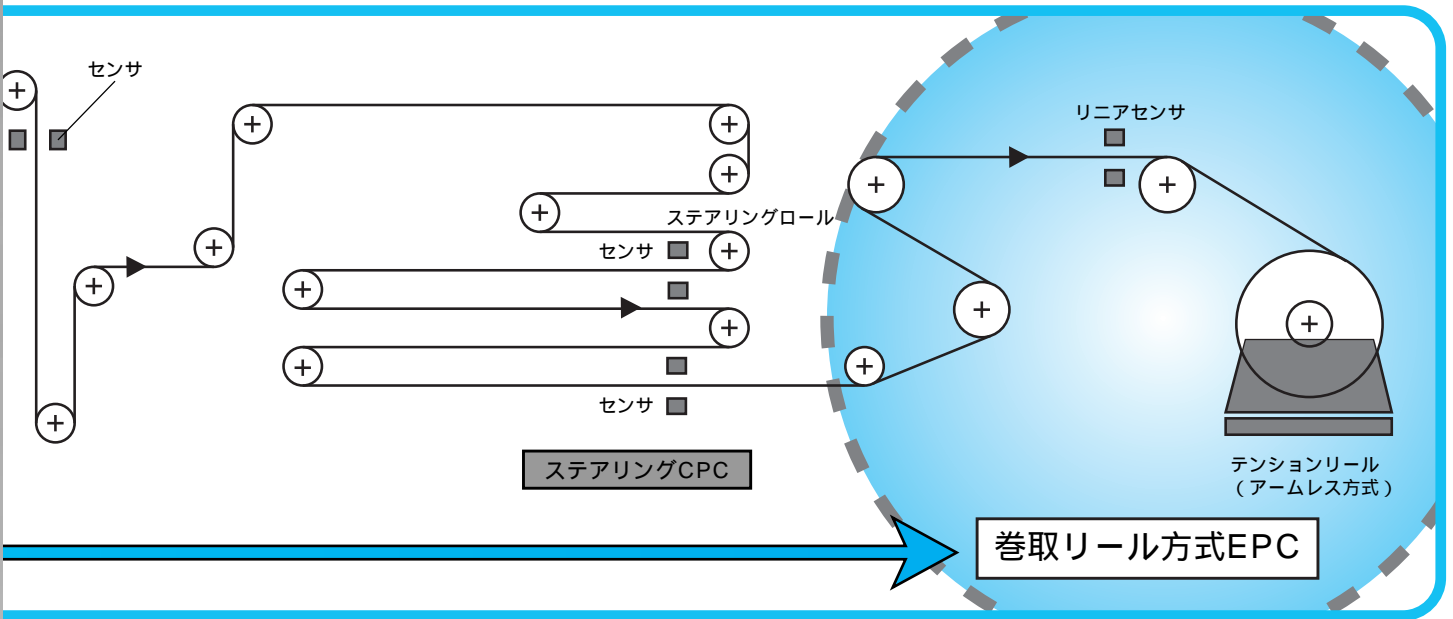 センサ
リニアセンサ
ステアリングロール
センサ
センサ
ステアリングCPC
テンションリール
（アームレス方式）
巻取リール方式EPC